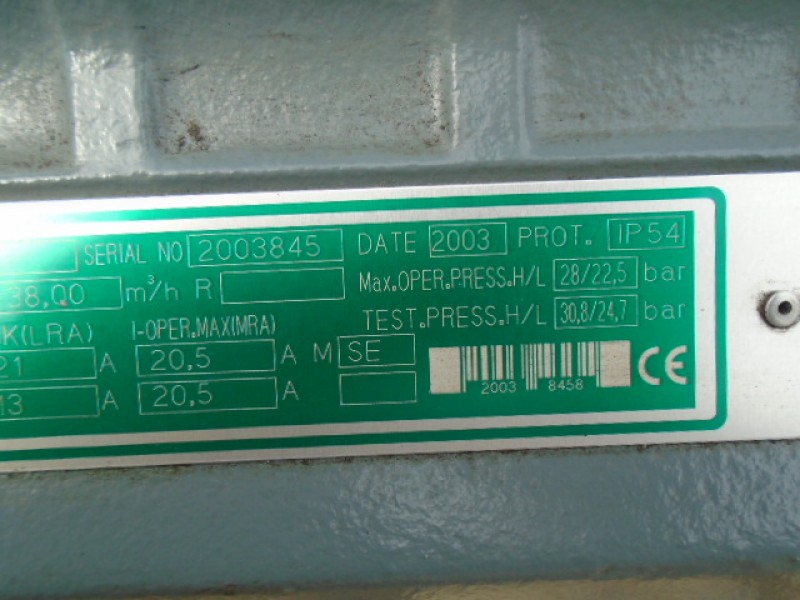 SERIAL NO 2003845 DATE 2003 PROT. IP54
38,00 m³/h R Max.OPER.PRESS.H/L 28/22,5 bar
TEST.PRESS.H/L 30,8/24,7 bar
K(LRA) I-OPER.MAX(MRA)
21 A 20,5 A M SE
13 A 20,5 A
2003 8458
CE